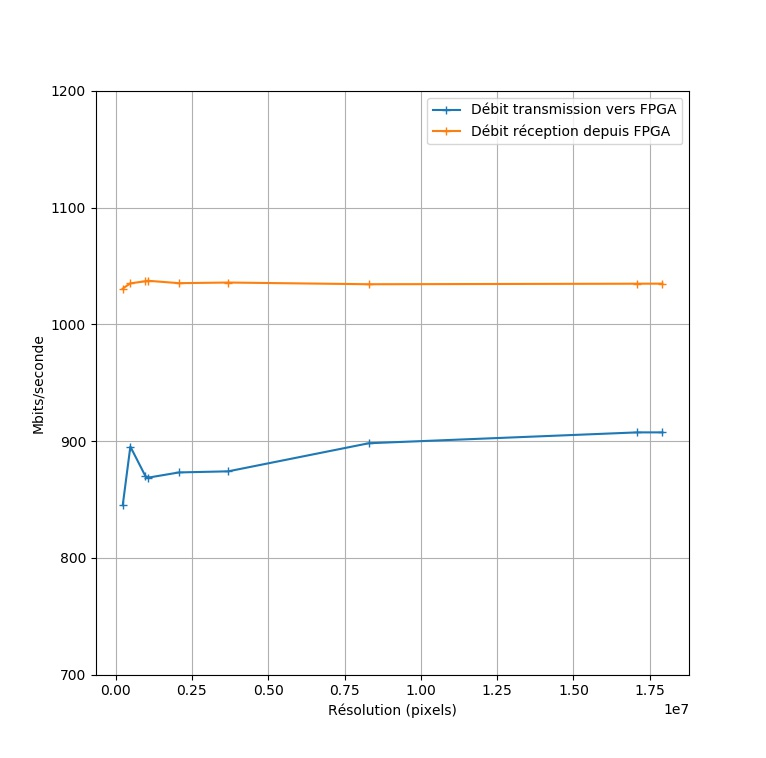 1200
1100
1000
900
800
700
Mbits/seconde
Débit transmission vers FPGA
Débit réception depuis FPGA
0.00 0.25 0.50 0.75 1.00 1.25 1.50 1.75
1e7
Résolution (pixels)